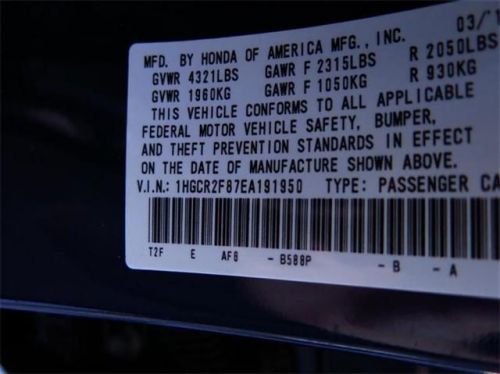 MFD. BY HONDA OF AMERICA MFG., INC. 03/
GVWR 4321LBS GAWR F 2315LBS R 2050LBS
GVWR 1960KG GAWR F 1050KG R 930KG
THIS VEHICLE CONFORMS TO ALL APPLICABLE
FEDERAL MOTOR VEHICLE SAFETY, BUMPER,
AND THEFT PREVENTION STANDARDS IN EFFECT
ON THE DATE OF MANUFACTURE SHOWN ABOVE.
V.I.N.: 1HGCR2F87EA191950 TYPE: PASSENGER CA
T2F E AF6 - B588P - B - A